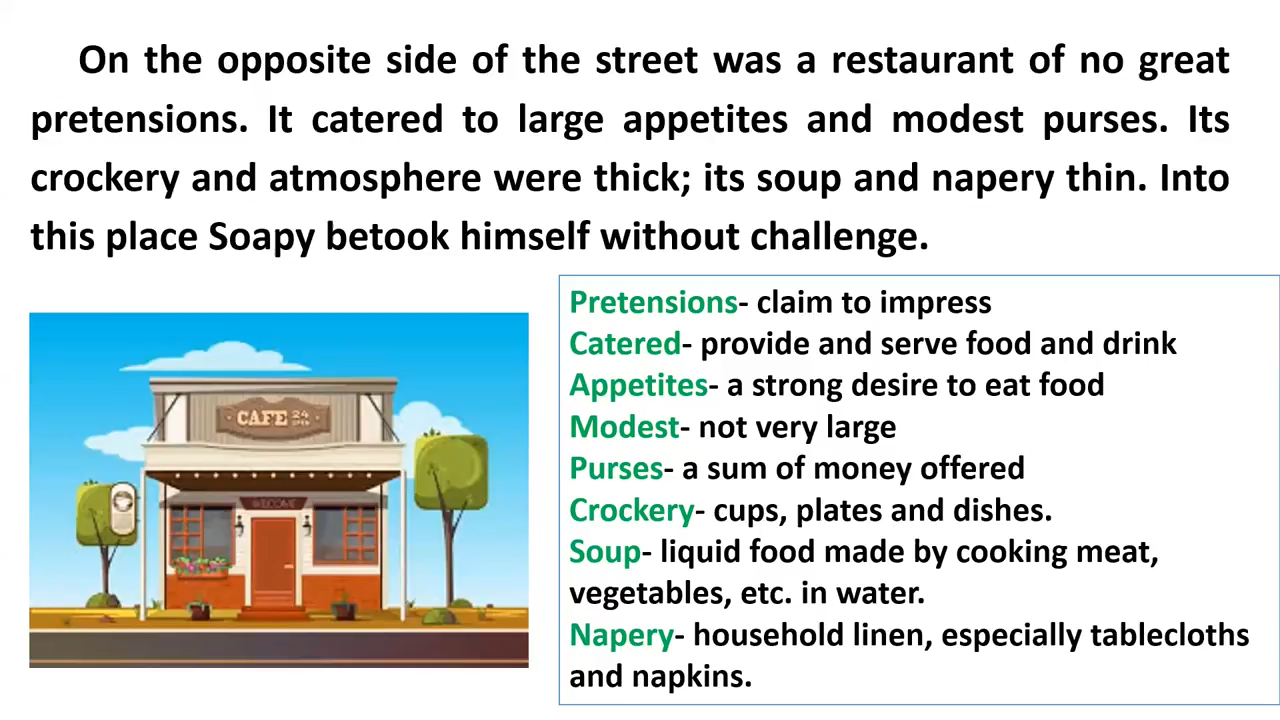 On the opposite side of the street was a restaurant of no great
pretensions. It catered to large appetites and modest purses. Its
crockery and atmosphere were thick; its soup and napery thin. Into
this place Soapy betook himself without challenge.
CAFE 24
WELCOME
Pretensions- claim to impress
Catered- provide and serve food and drink
Appetites- a strong desire to eat food
Modest- not very large
Purses- a sum of money offered
Crockery- cups, plates and dishes.
Soup- liquid food made by cooking meat,
vegetables, etc. in water.
Napery- household linen, especially tablecloths
and napkins.